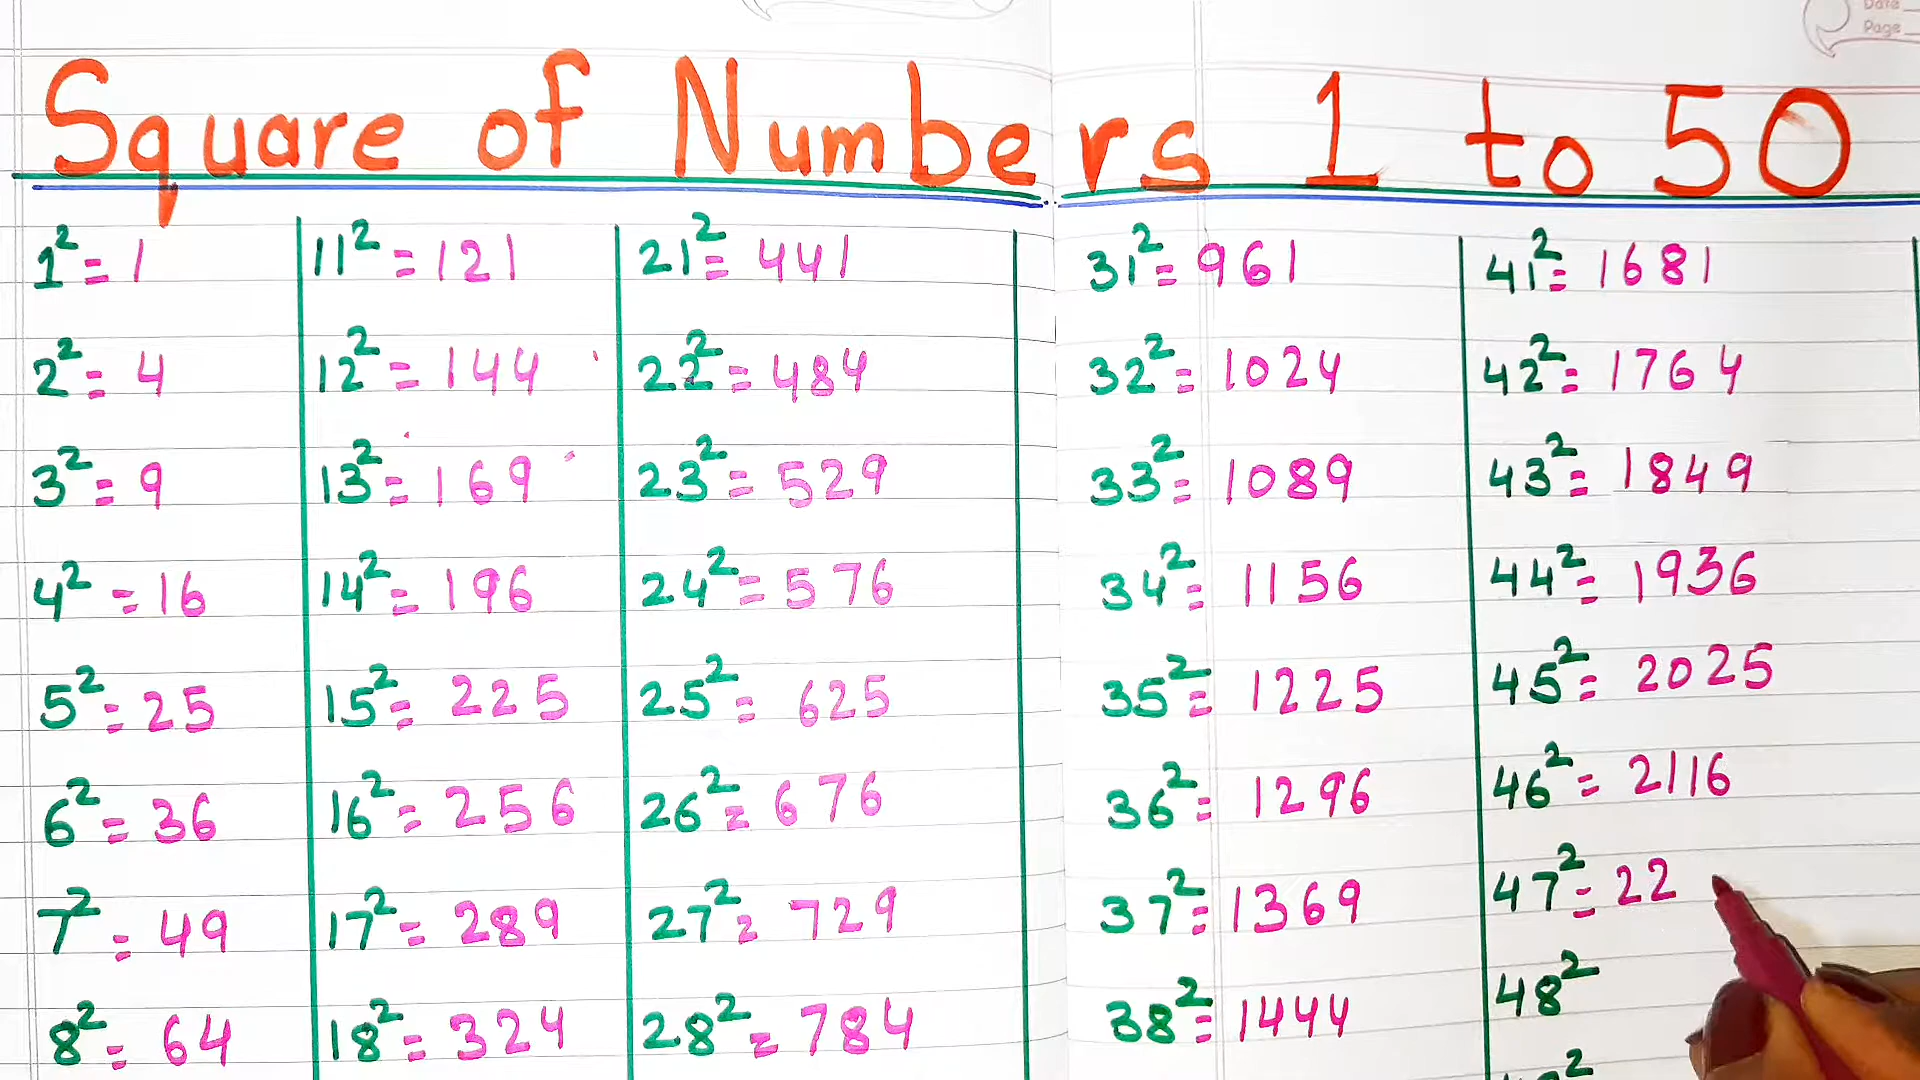 Date
Page
Square of Numbers 1 to 50
1² = 1
2² = 4
3² = 9
4² = 16
5² = 25
6² = 36
7² = 49
8² = 64
11² = 121
12² = 144
13² = 169
14² = 196
15² = 225
16² = 256
17² = 289
18² = 324
21² = 441
22² = 484
23² = 529
24² = 576
25² = 625
26² = 676
27² = 729
28² = 784
31² = 961
32² = 1024
33² = 1089
34² = 1156
35² = 1225
36² = 1296
37² = 1369
38² = 1444
41² = 1681
42² = 1764
43² = 1849
44² = 1936
45² = 2025
46² = 2116
47² = 22
48²